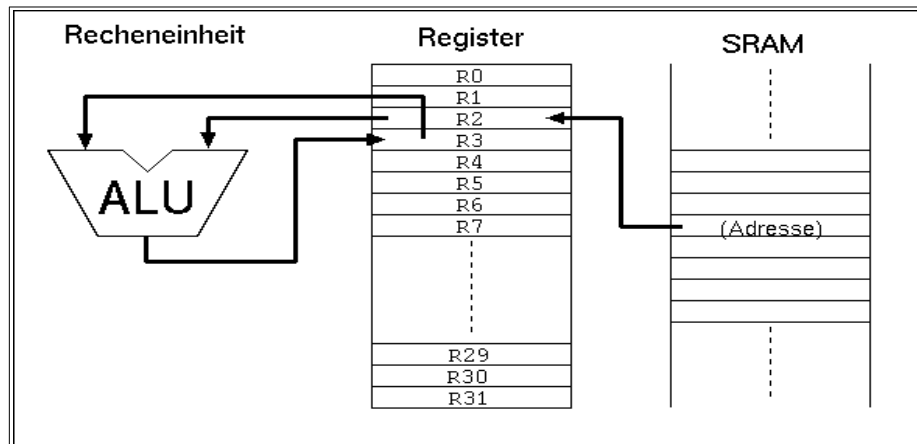 Recheneinheit
Register
SRAM
R0
R1
R2
R3
R4
R5
R6
R7
R29
R30
R31
ALU
(Adresse)